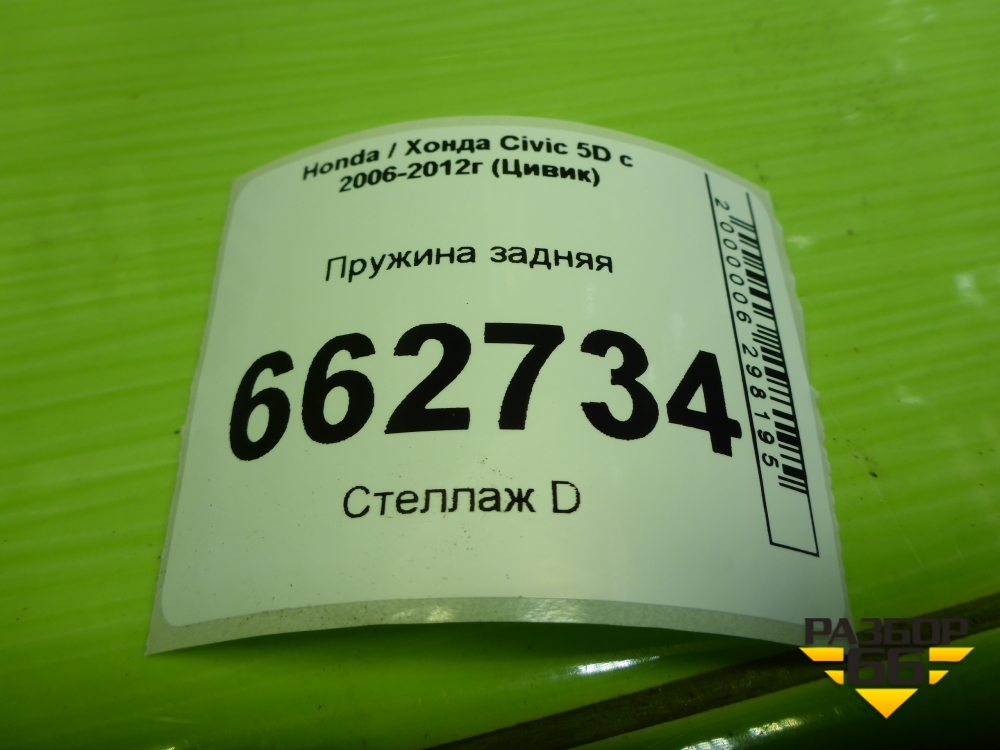 Honda / Хонда Civic 5D с
2006-2012г (Цивик)
Пружина задняя
662734
Стеллаж D
2000006298195
РАЗБОР
66